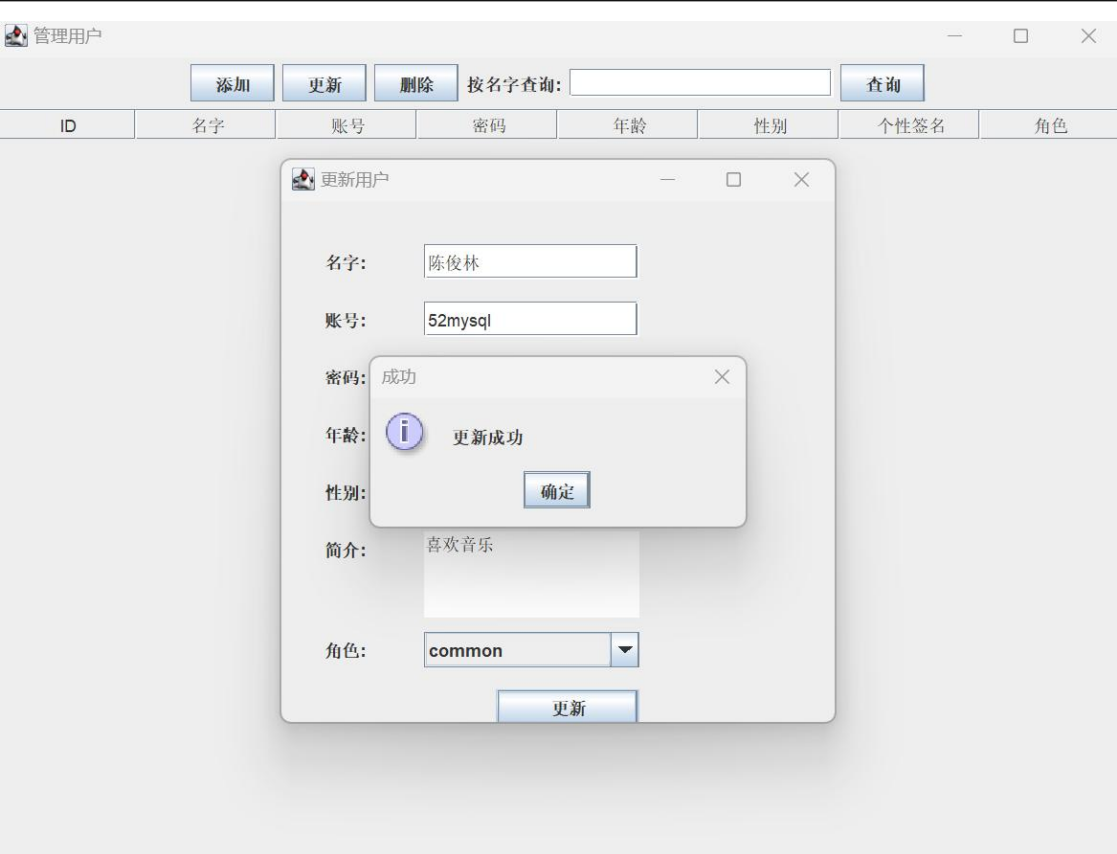 管理用户
添加 更新 删除 按名字查询: 查询
ID 名字 账号 密码 年龄 性别 个性签名 角色
更新用户
名字: 陈俊林
账号: 52mysql
密码:
成功
年龄:
更新成功
性别:
确定
简介: 喜欢音乐
角色: common
更新